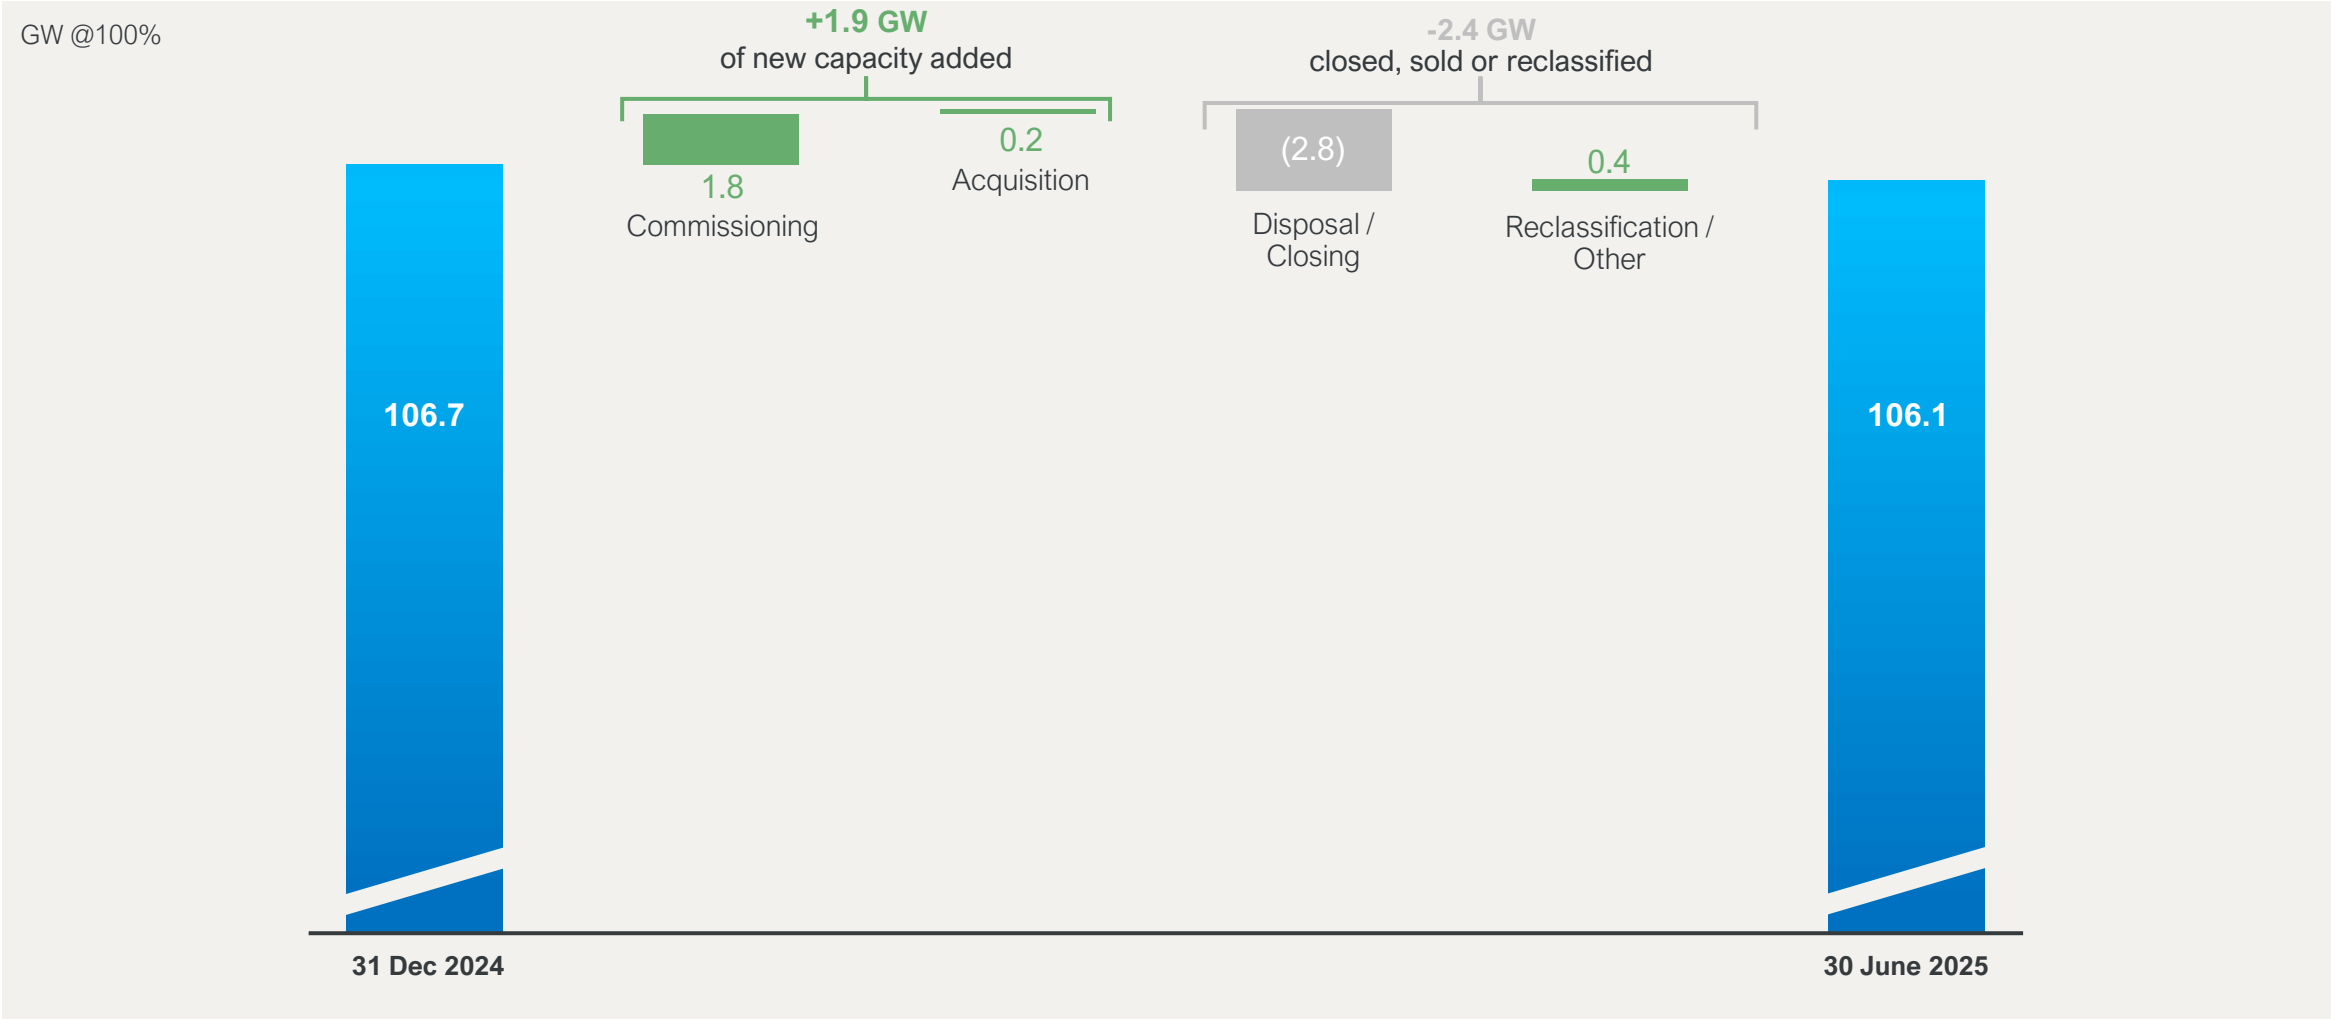 GW @100%
+1.9 GW
of new capacity added
-2.4 GW
closed, sold or reclassified
1.8
Commissioning
0.2
Acquisition
(2.8)
Disposal /
Closing
0.4
Reclassification /
Other
106.7
106.1
31 Dec 2024
30 June 2025